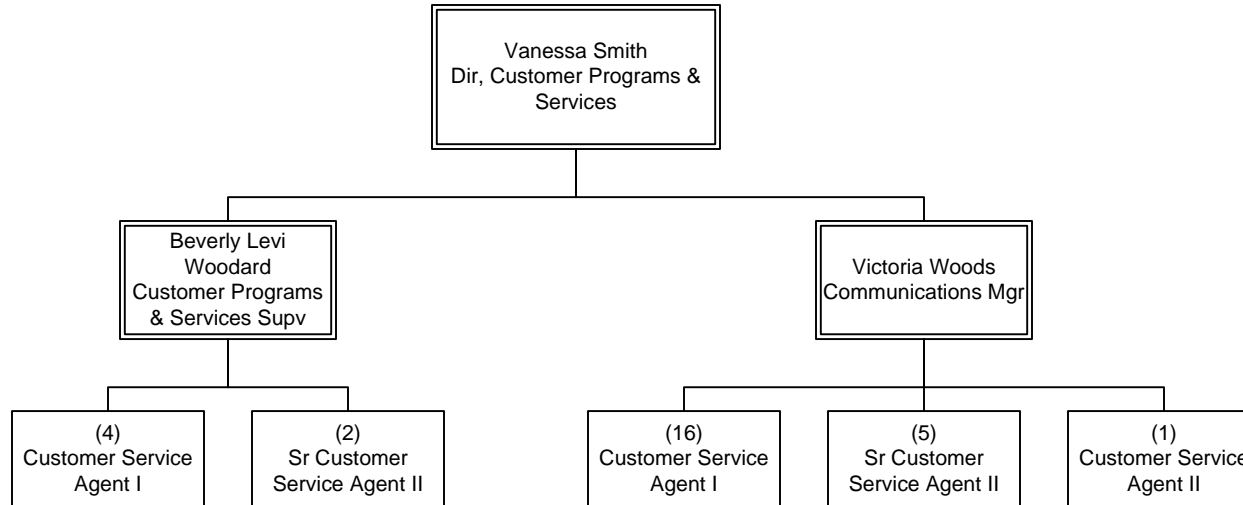 Vanessa Smith
Dir, Customer Programs &
Services
Beverly Levi
Woodard
Customer Programs
& Services Supv
Victoria Woods
Communications Mgr
(4)
Customer Service
Agent I
(2)
Sr Customer
Service Agent II
(16)
Customer Service
Agent I
(5)
Sr Customer
Service Agent II
(1)
Customer Service
Agent II